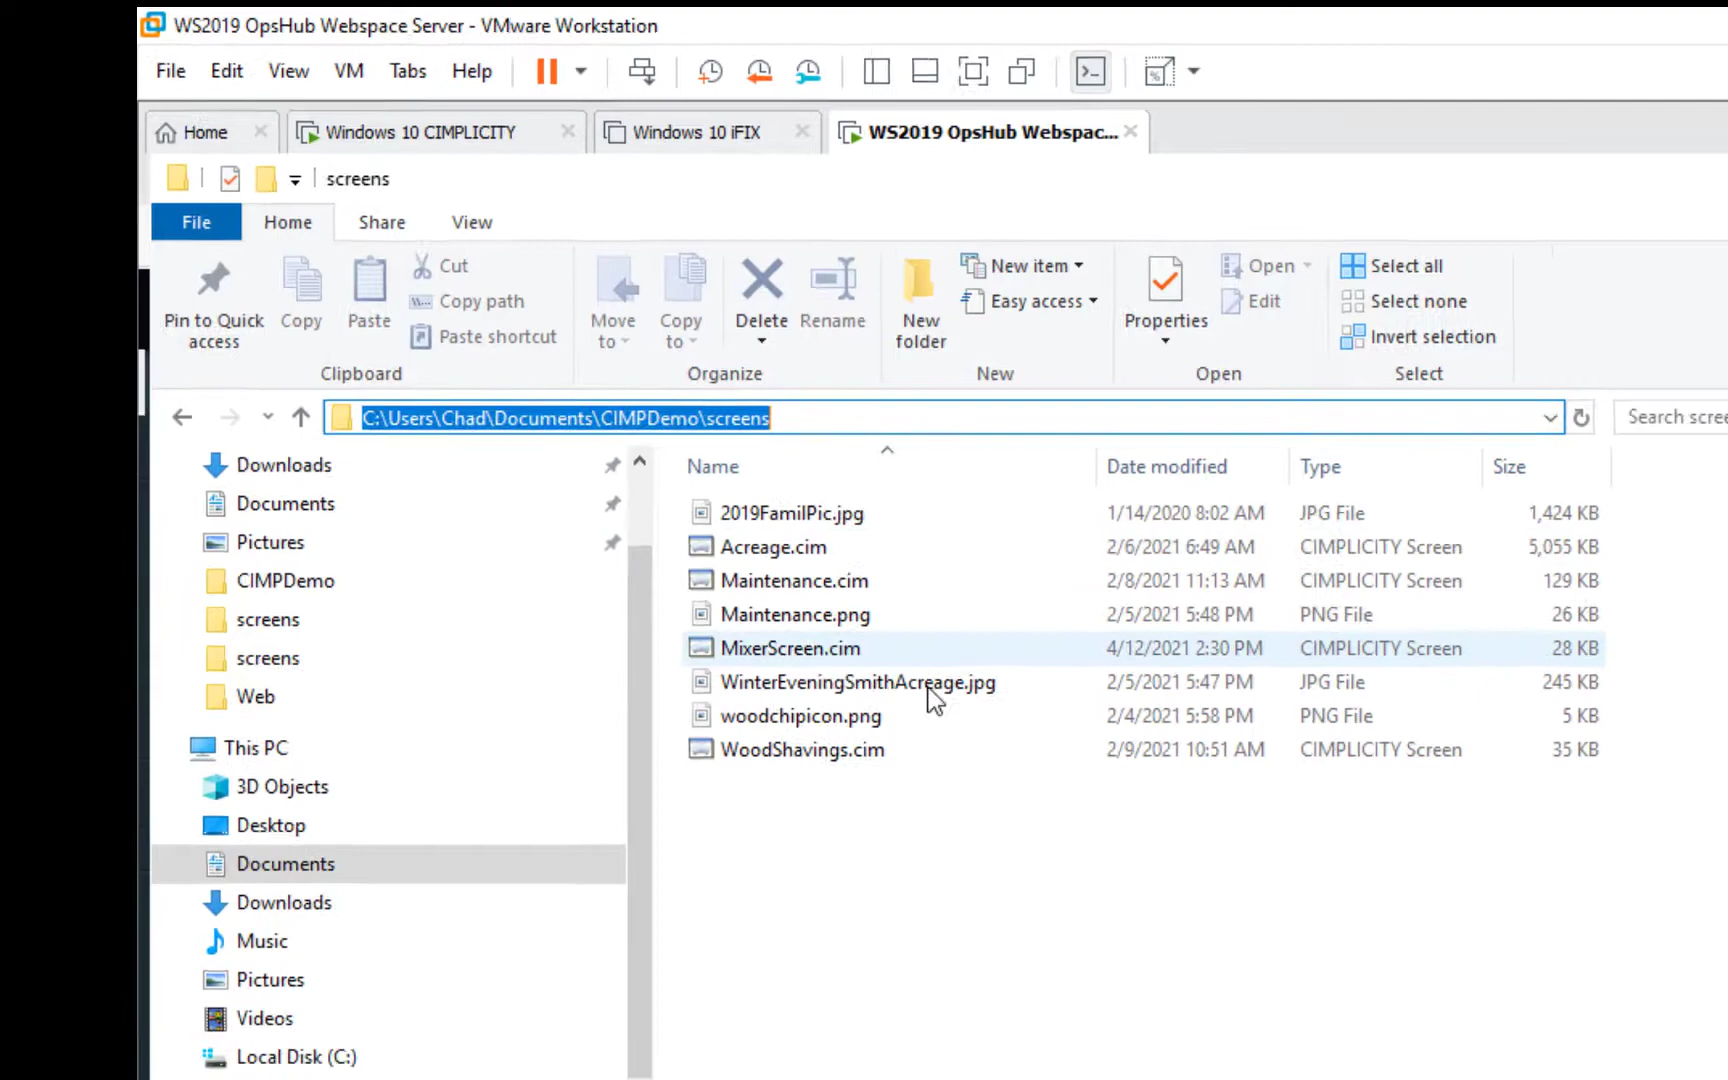 WS2019 OpsHub Webspace Server - VMware Workstation
File Edit View VM Tabs Help
Home Windows 10 CIMPLICITY Windows 10 iFIX WS2019 OpsHub Webspac...
screens
File Home Share View
Pin to Quick access
Copy
Paste
Cut
Copy path
Paste shortcut
Clipboard
Move to
Copy to
Delete
Rename
Organize
New folder
New item
Easy access
New
Properties
Open
Edit
Open
Select all
Select none
Invert selection
Select
C:\Users\Chad\Documents\CIMPDemo\screens
Search scree
Downloads
Documents
Pictures
CIMPDemo
screens
screens
Web
This PC
3D Objects
Desktop
Documents
Downloads
Music
Pictures
Videos
Local Disk (C:)
Name Date modified Type Size
2019FamilPic.jpg 1/14/2020 8:02 AM JPG File 1,424 KB
Acreage.cim 2/6/2021 6:49 AM CIMPLICITY Screen 5,055 KB
Maintenance.cim 2/8/2021 11:13 AM CIMPLICITY Screen 129 KB
Maintenance.png 2/5/2021 5:48 PM PNG File 26 KB
MixerScreen.cim 4/12/2021 2:30 PM CIMPLICITY Screen 28 KB
WinterEveningSmithAcreage.jpg 2/5/2021 5:47 PM JPG File 245 KB
woodchipicon.png 2/4/2021 5:58 PM PNG File 5 KB
WoodShavings.cim 2/9/2021 10:51 AM CIMPLICITY Screen 35 KB